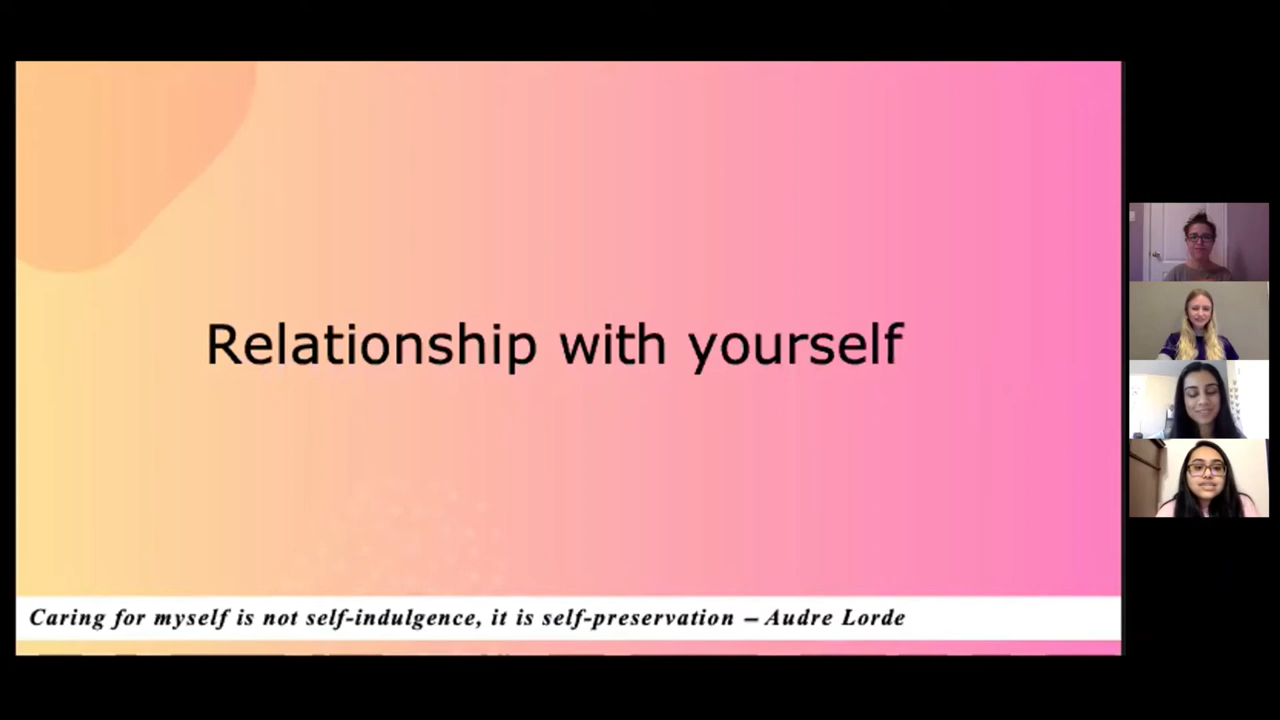 Relationship with yourself
Caring for myself is not self-indulgence, it is self-preservation – Audre Lorde